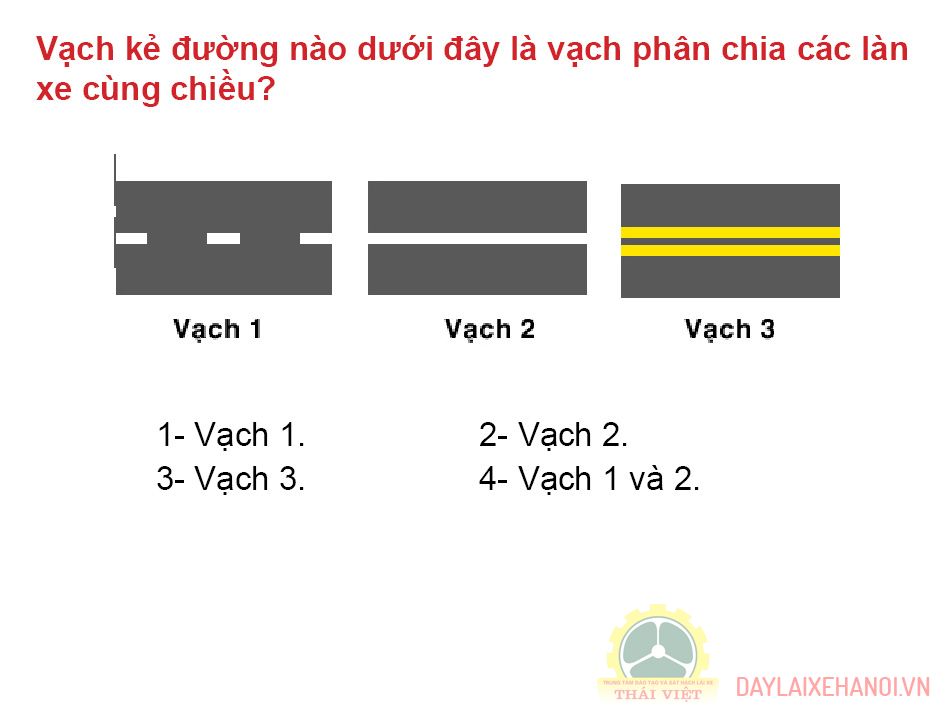 Vạch kẻ đường nào dưới đây là vạch phân chia các làn
xe cùng chiều?
Vạch 1 Vạch 2 Vạch 3
1- Vạch 1. 2- Vạch 2.
3- Vạch 3. 4- Vạch 1 và 2.
TRUNG TÂM ĐÀO TẠO VÀ SÁT HẠCH LÁI XE
THÁI VIỆT
DAYLAIXEHANOI.VN